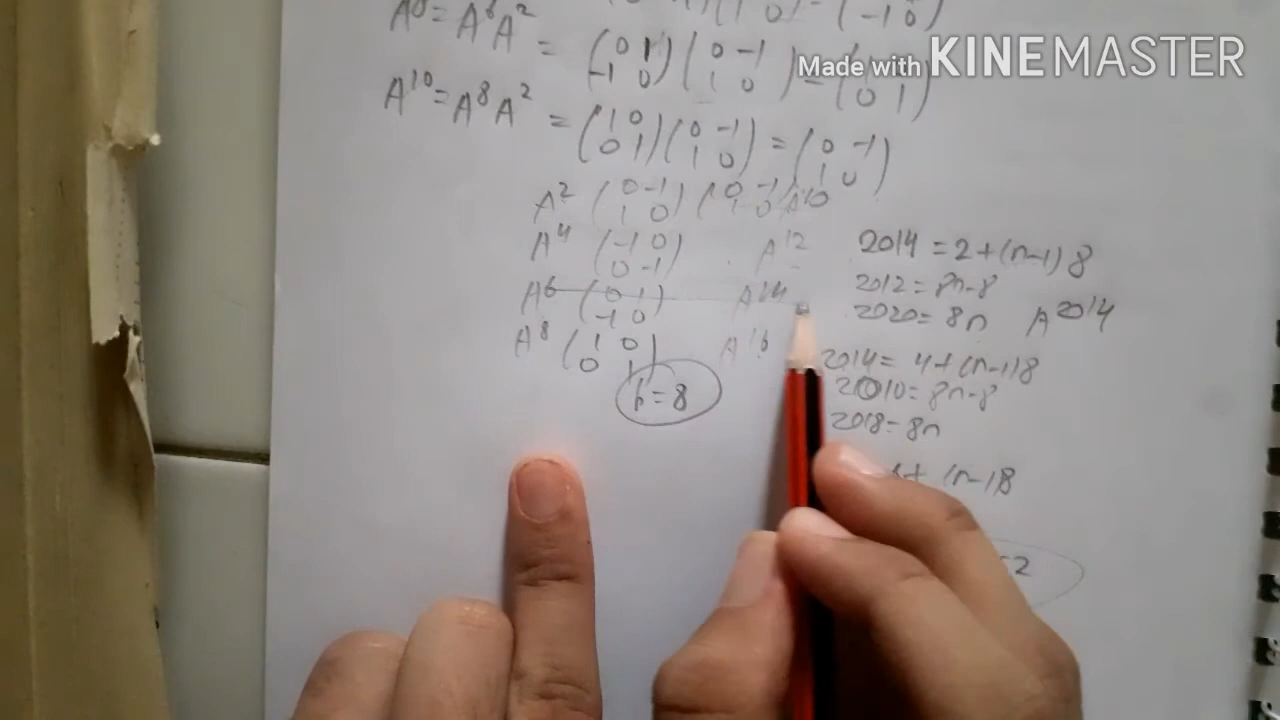 Made with KINEMASTER
A⁸ = A⁶A² = (0 1 / -1 0) (0 -1 / 1 0) = ( 0 1)
A¹⁰ = A⁸A² = (1 0 / 0 1) (0 -1 / 1 0) = (0 -1 / 1 0)
A² (0 -1 / 1 0) (0 -1 / 1 0) A¹⁰
A⁴ (-1 0 / 0 -1) A¹²
A⁶ (0 1 / -1 0) A¹⁴
A⁸ (1 0 / 0 1) A¹⁶
b = 8
2014 = 2+(n-1) 8
2012 = 8n-8
2020 = 8n A²⁰¹⁴
2014 = 4+(n-1)8
2010 = 8n-8
2018 = 8n
+ (n-1)8
2